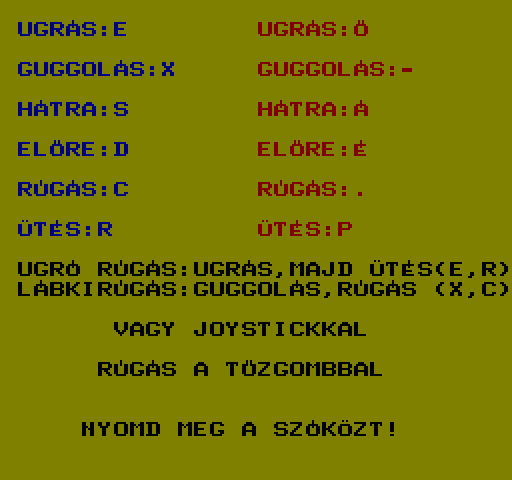 UGRÁS:E UGRÁS:Ö
GUGGOLÁS:X GUGGOLÁS:-
HÁTRA:S HÁTRA:Á
ELŐRE:D ELŐRE:É
RÚGÁS:C RÚGÁS:.
ÜTÉS:R ÜTÉS:P
UGRÓ RÚGÁS:UGRÁS,MAJD ÜTÉS(E,R)
LÁBKIRÚGÁS:GUGGOLÁS,RÚGÁS (X,C)
VAGY JOYSTICKKAL
RÚGÁS A TŰZGOMBBAL
NYOMD MEG A SZÓKÖZT!